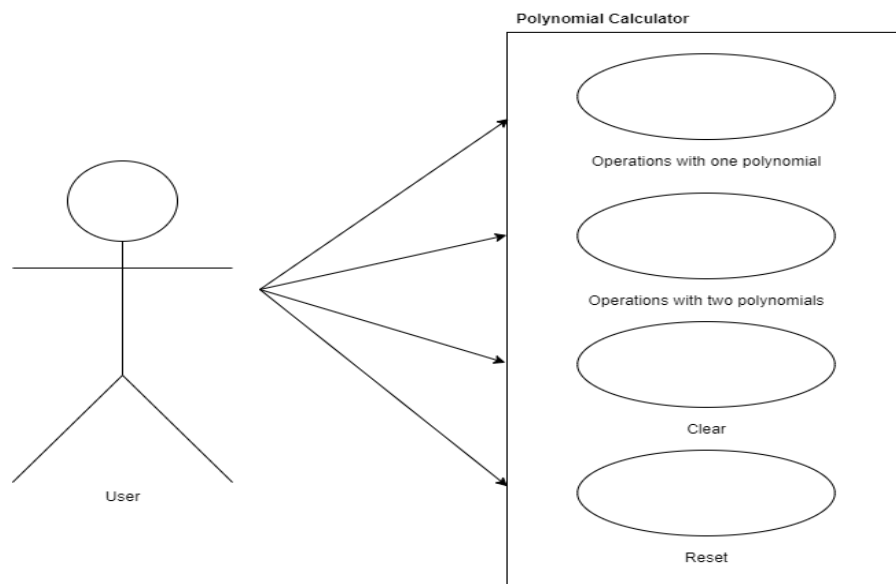 Polynomial Calculator
Operations with one polynomial
Operations with two polynomials
Clear
User
Reset